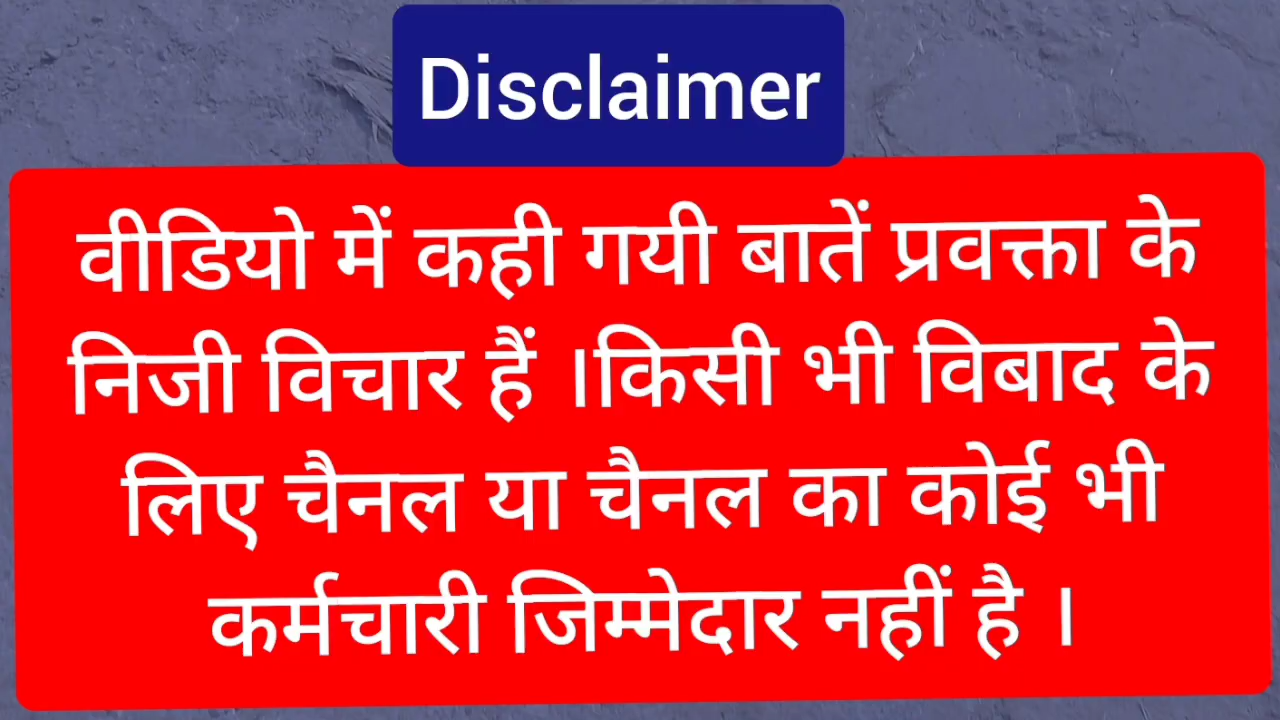 Disclaimer
वीडियो में कही गयी बातें प्रवक्ता के
निजी विचार हैं ।किसी भी विबाद के
लिए चैनल या चैनल का कोई भी
कर्मचारी जिम्मेदार नहीं है ।